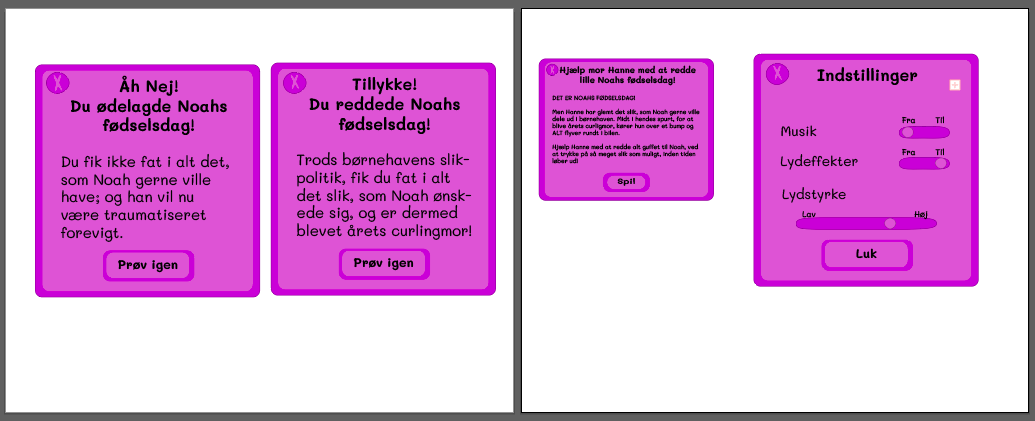 X
Åh Nej!
Du ødelagde Noahs
fødselsdag!
Du fik ikke fat i alt det,
som Noah gerne ville
have; og han vil nu
være traumatiseret
forevigt.
Prøv igen
X
Tillykke!
Du reddede Noahs
fødselsdag!
Trods børnehavens slik-
politik, fik du fat i alt
det slik, som Noah ønsk-
ede sig, og er dermed
blevet årets curlingmor!
Prøv igen
X
Hjælp mor Hanne med at redde
lille Noahs fødselsdag!
DET ER NOAHS FØDSELSDAG!
Men Hanne har glemt det slik, som Noah gerne ville
dele ud i børnehaven. Midt i hendes spurt, for at
blive årets curlingmor, kører hun over et bump og
ALT flyver rundt i bilen.
Hjælp Hanne med at redde alt guffet til Noah, ved
at trykke på så meget slik som muligt, inden tiden
løber ud!
Spil
X
Indstillinger
Musik
Fra Til
Lydeffekter
Fra Til
Lydstyrke
Lav Høj
Luk